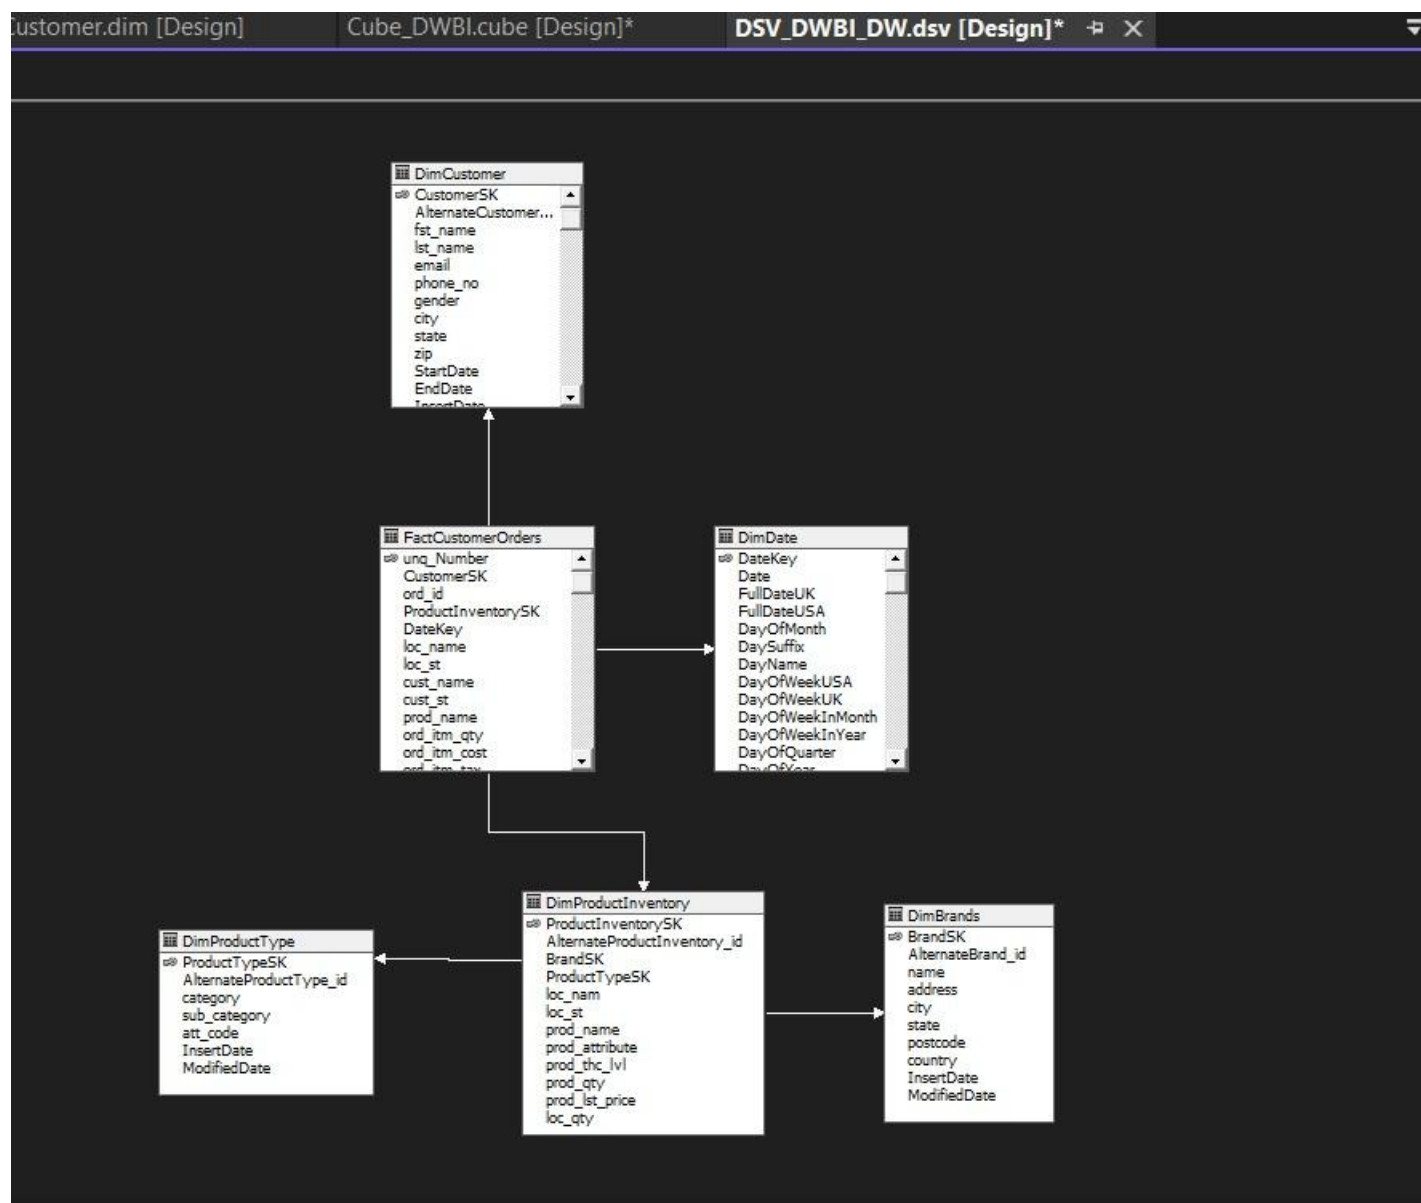 Customer.dim [Design]
Cube_DWBI.cube [Design]*
DSV_DWBI_DW.dsv [Design]*
DimCustomer
CustomerSK
AlternateCustomer...
fst_name
lst_name
email
phone_no
gender
city
state
zip
StartDate
EndDate
InsertDate
FactCustomerOrders
unq_Number
CustomerSK
ord_id
ProductInventorySK
DateKey
loc_name
loc_st
cust_name
cust_st
prod_name
ord_itm_qty
ord_itm_cost
ord_itm_tax
DimDate
DateKey
Date
FullDateUK
FullDateUSA
DayOfMonth
DaySuffix
DayName
DayOfWeekUSA
DayOfWeekUK
DayOfWeekInMonth
DayOfWeekInYear
DayOfQuarter
DayOfYear
DimProductType
ProductTypeSK
AlternateProductType_id
category
sub_category
att_code
InsertDate
ModifiedDate
DimProductInventory
ProductInventorySK
AlternateProductInventory_id
BrandSK
ProductTypeSK
loc_nam
loc_st
prod_name
prod_attribute
prod_thc_lvl
prod_qty
prod_lst_price
loc_qty
DimBrands
BrandSK
AlternateBrand_id
name
address
city
state
postcode
country
InsertDate
ModifiedDate